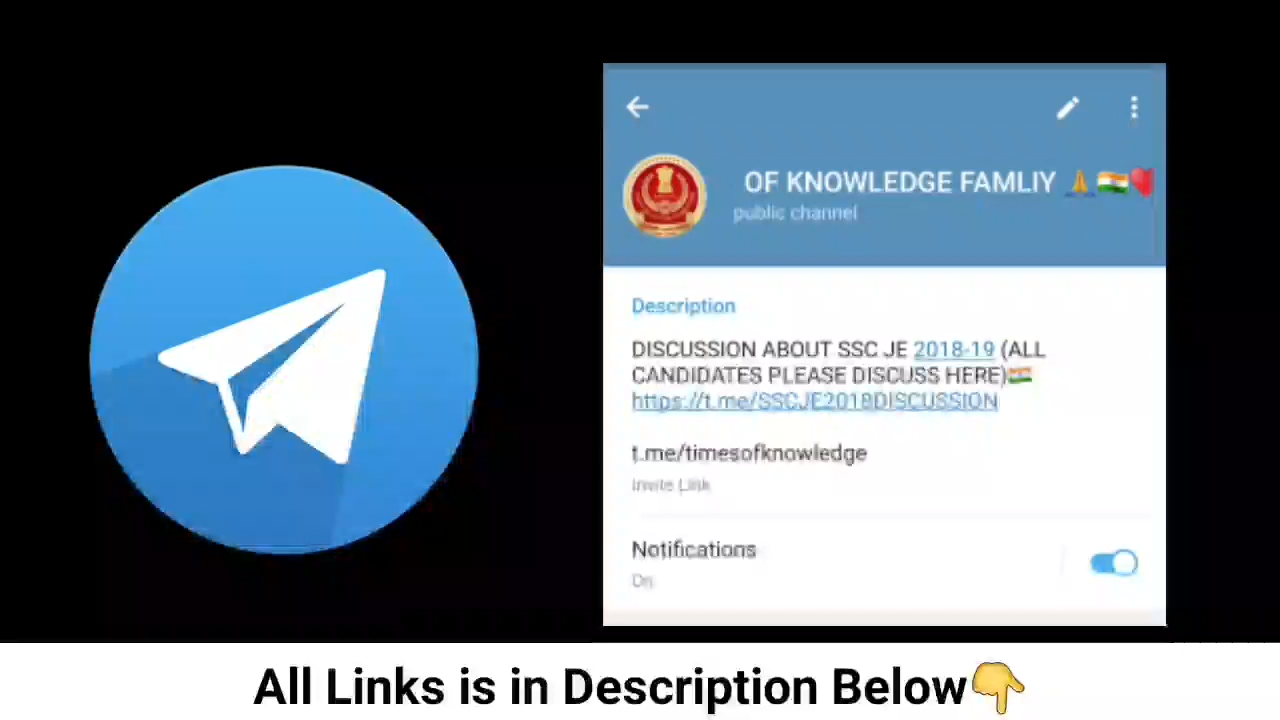 OF KNOWLEDGE FAMLIY 🙏🇮🇳♥️
public channel
Description
DISCUSSION ABOUT SSC JE 2018-19 (ALL
CANDIDATES PLEASE DISCUSS HERE)🇮🇳
https://t.me/SSCJE2018DISCUSSION
t.me/timesofknowledge
Invite Link
Notifications
On
All Links is in Description Below👇